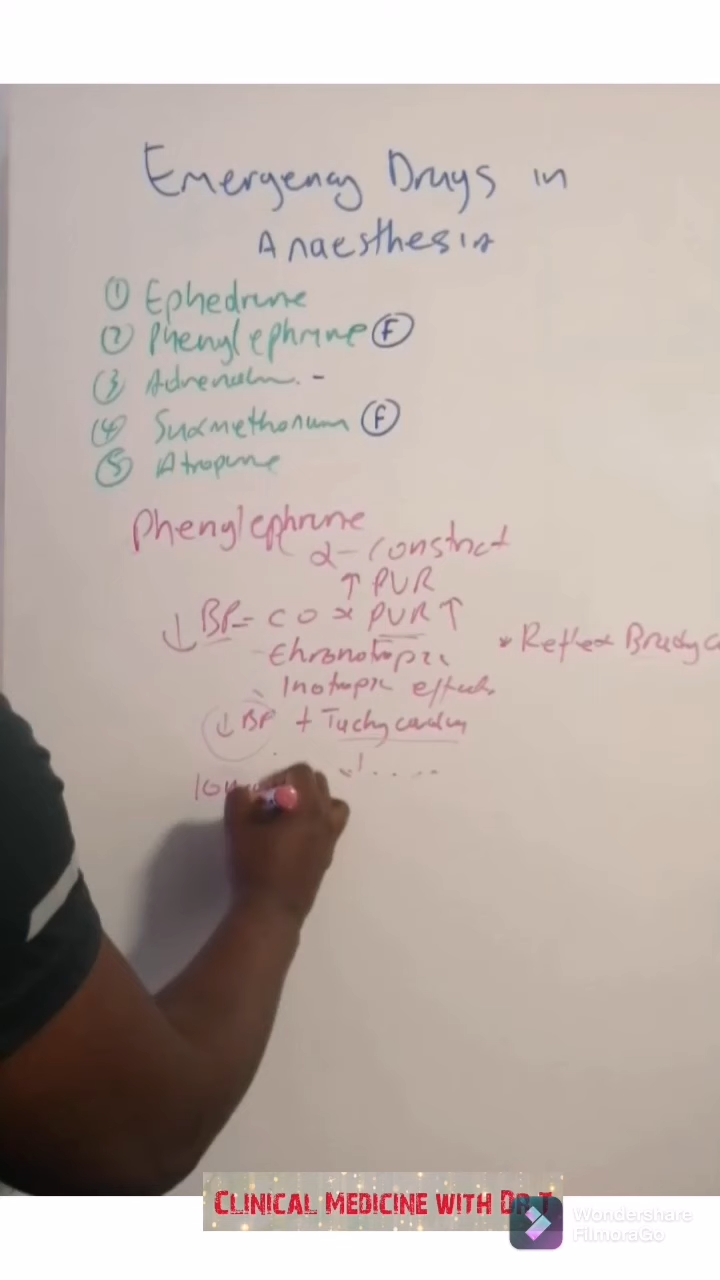 Emergency Drugs in
Anaesthesia
① Ephedrine
② Phenylephrine Ⓕ
③ Adrenalin. -
④ Suxmethonium Ⓕ
⑤ Atropine
Phenylephrine
α- constrict
↑ PVR
↓ BP = CO x PVR ↑
- Chronotropic
* Reflex Bradyc
Inotropic effects
↓ BP + Tachycardia
CLINICAL MEDICINE WITH DR T
Wondershare
FilmoraGo